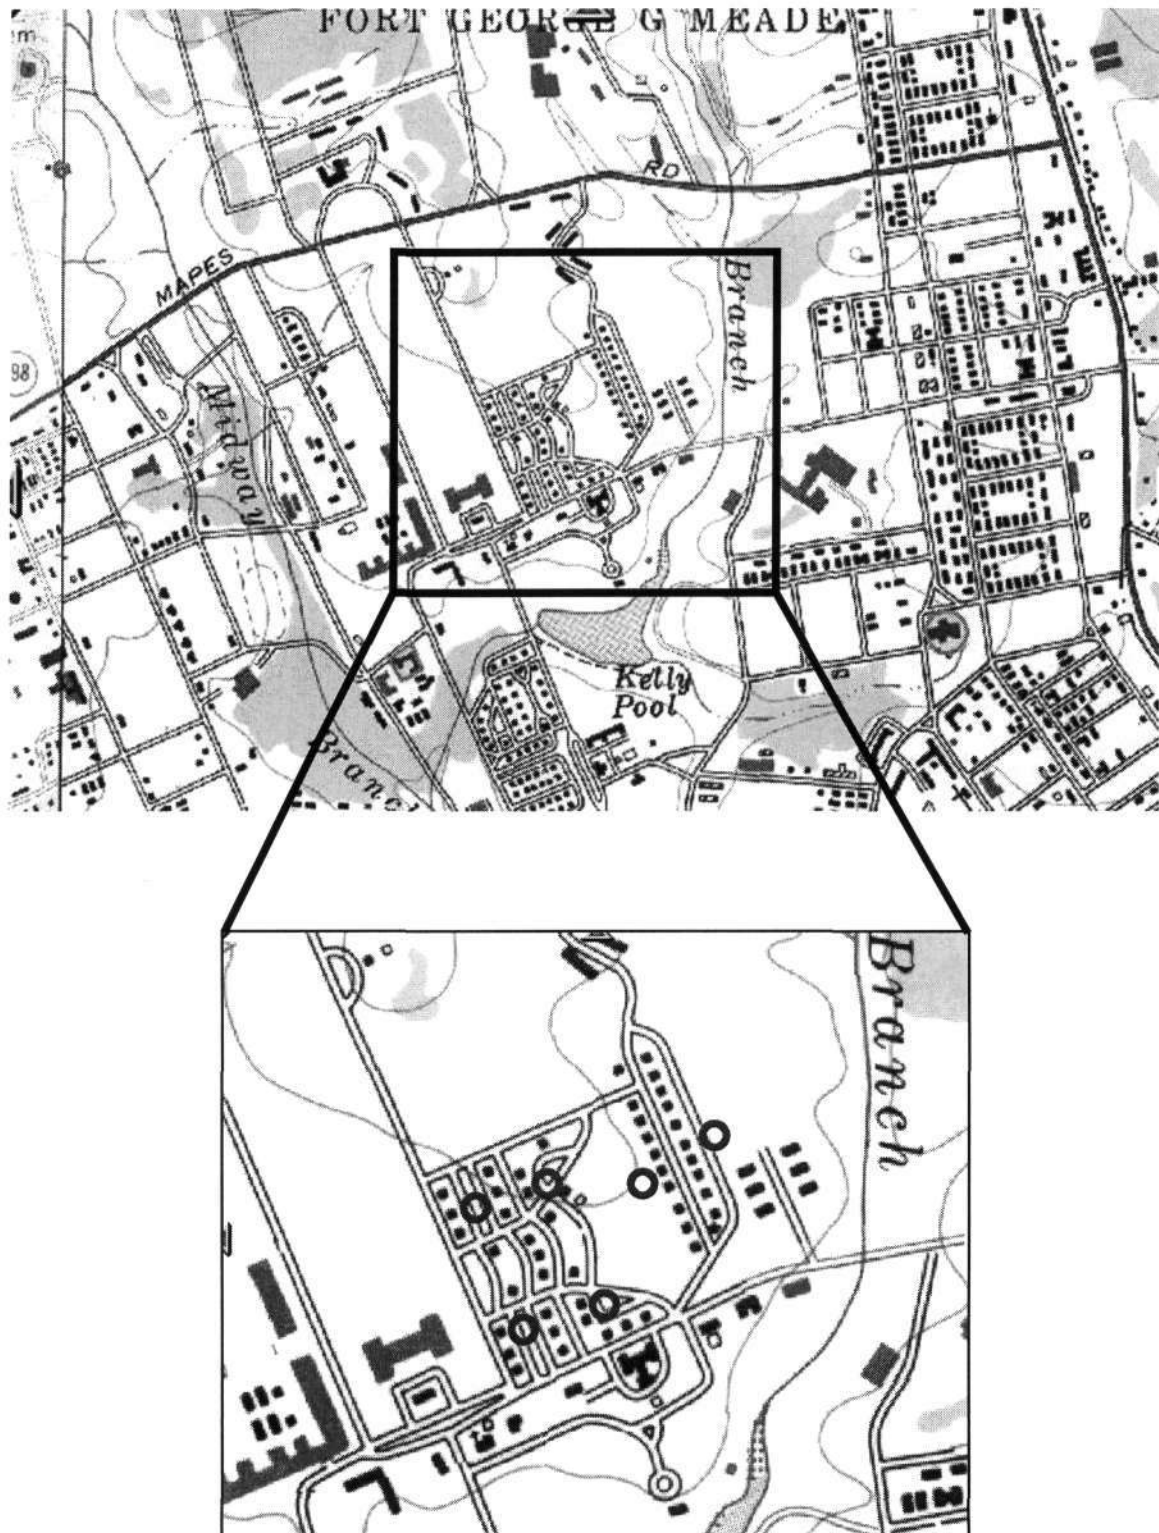 FORT GEORGE G MEADE
RD
MAPES
Branch
98
Midway
Kelly
Pool
Branch
Branch